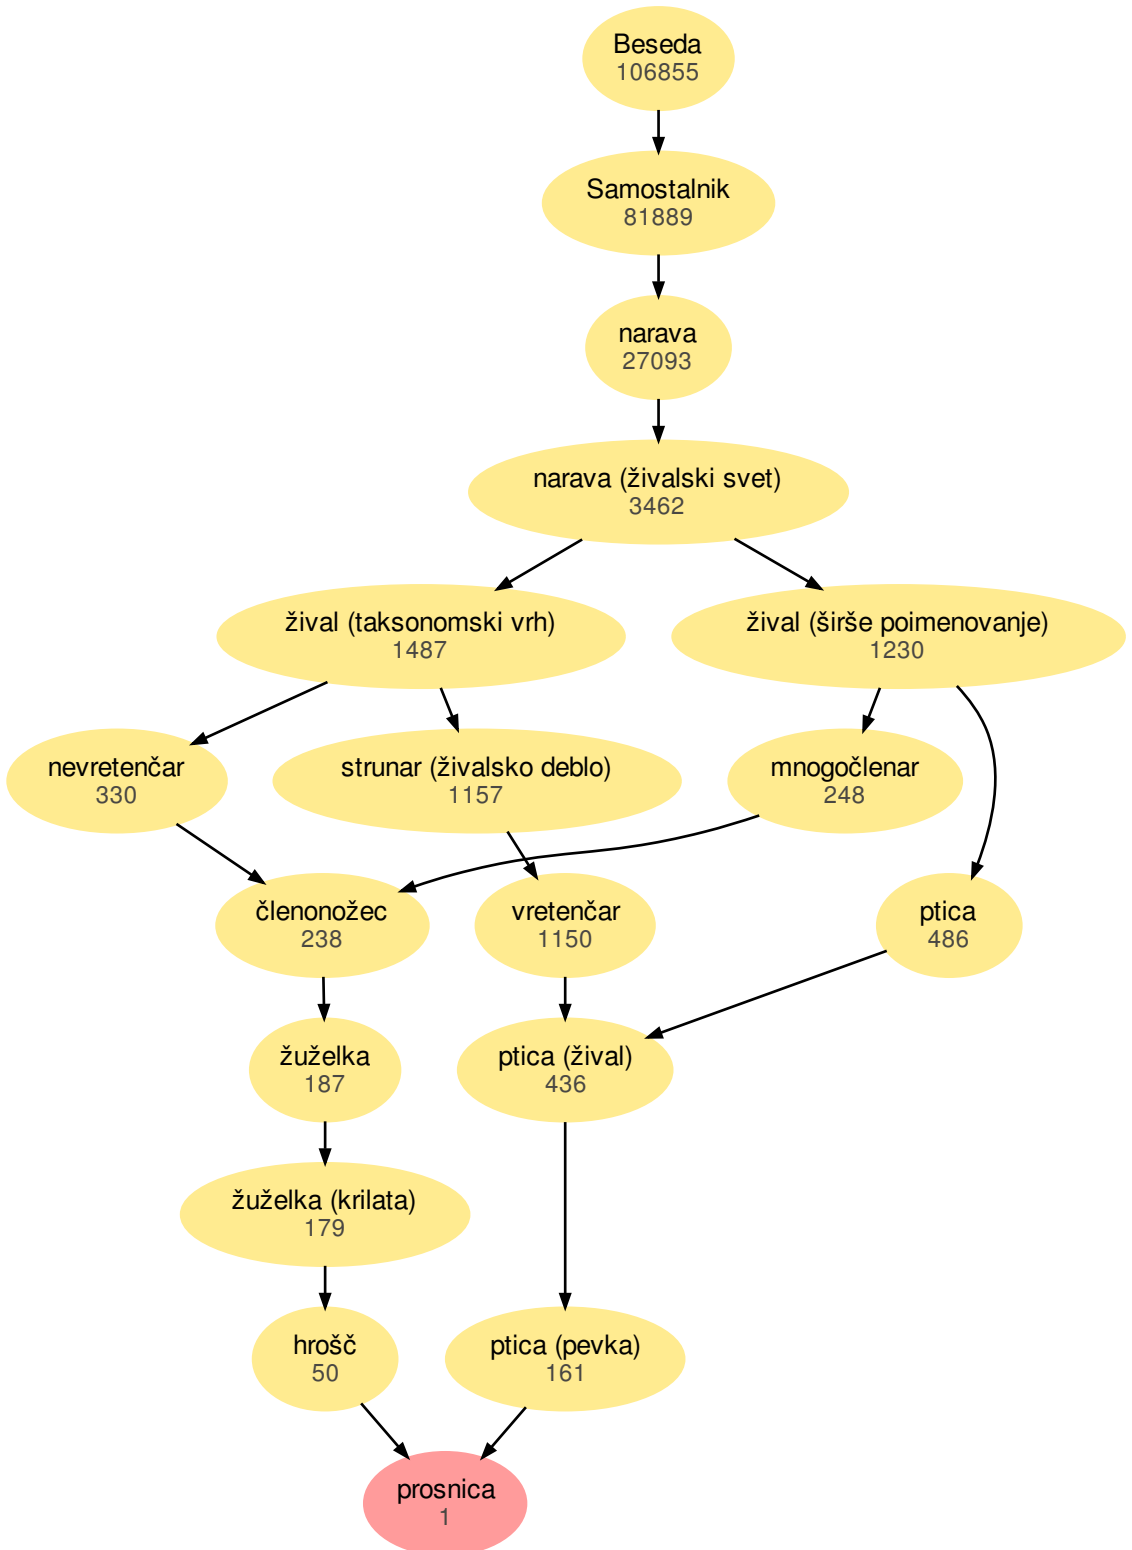 Beseda
106855
Samostalnik
81889
narava
27093
narava (živalski svet)
3462
žival (taksonomski vrh)
1487
žival (širše poimenovanje)
1230
nevretenčar
330
strunar (živalsko deblo)
1157
mnogočlenar
248
členonožec
238
vretenčar
1150
ptica
486
žuželka
187
ptica (žival)
436
žuželka (krilata)
179
hrošč
50
ptica (pevka)
161
prosnica
1